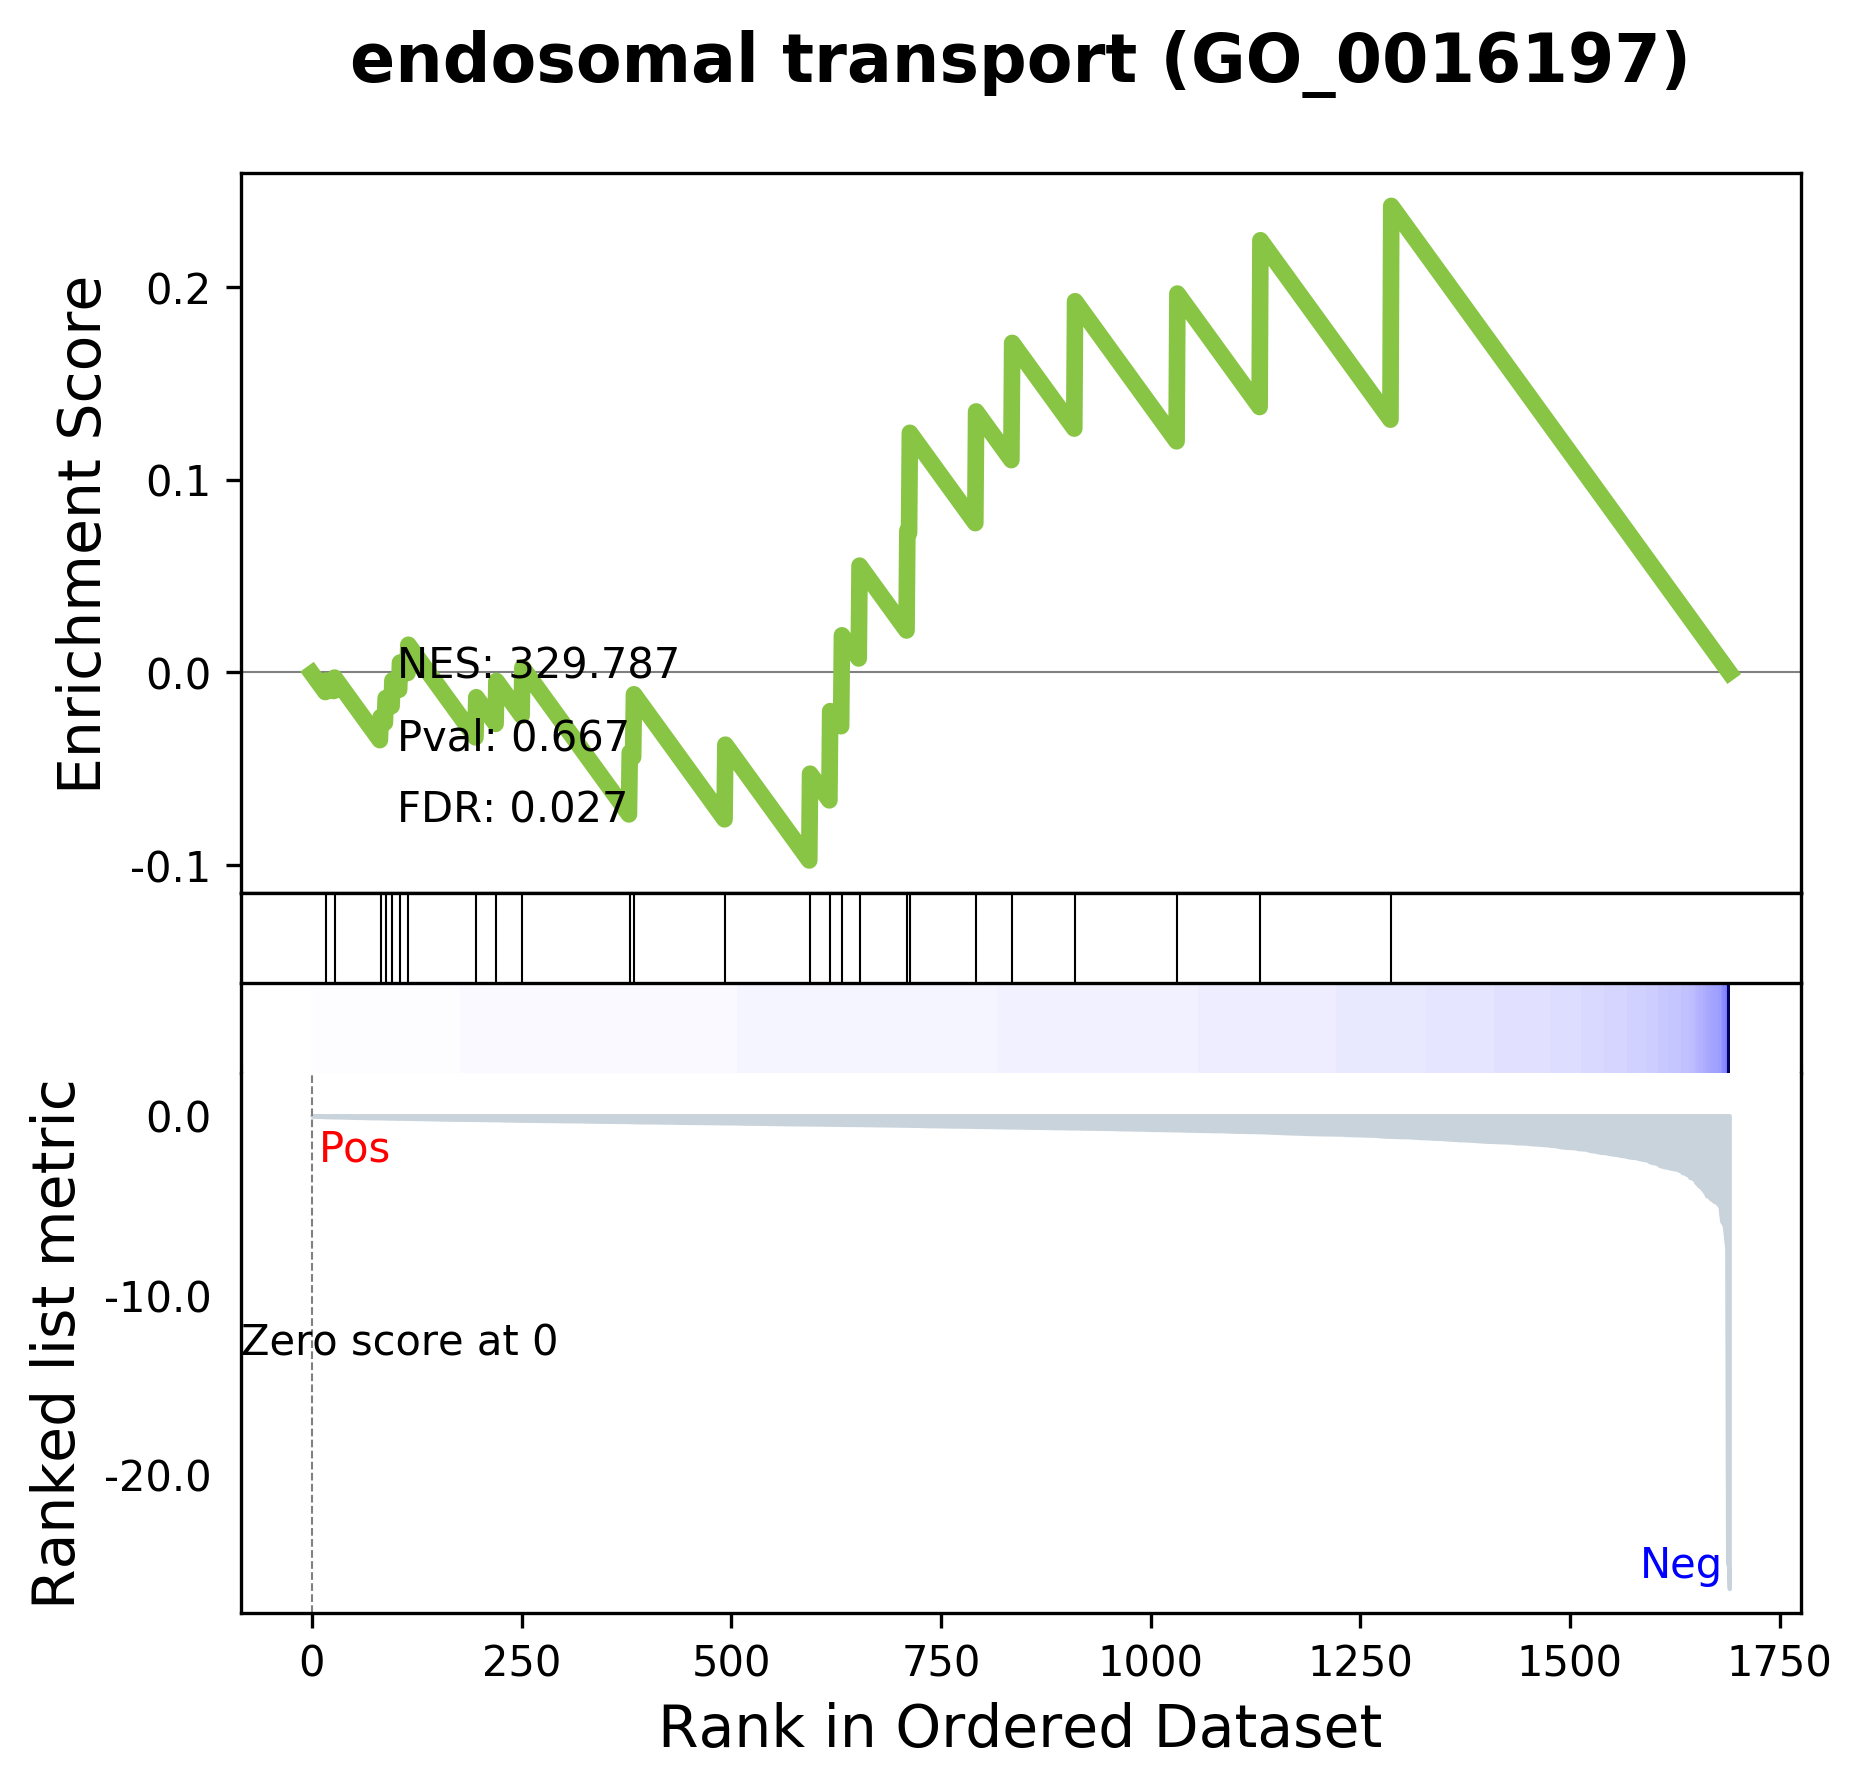 endosomal transport (GO_0016197)
Enrichment Score
0.2
0.1
0.0
-0.1
NES: 329.787
Pval: 0.667
FDR: 0.027
Ranked list metric
0.0
-10.0
-20.0
Pos
Zero score at 0
Neg
0 250 500 750 1000 1250 1500 1750
Rank in Ordered Dataset